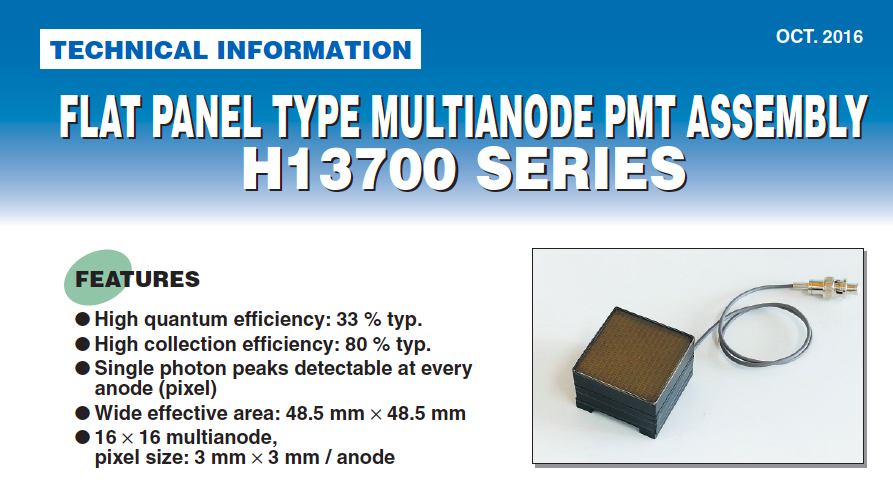 TECHNICAL INFORMATION
OCT. 2016
FLAT PANEL TYPE MULTIANODE PMT ASSEMBLY
H13700 SERIES
FEATURES
● High quantum efficiency: 33 % typ.
● High collection efficiency: 80 % typ.
● Single photon peaks detectable at every
anode (pixel)
● Wide effective area: 48.5 mm × 48.5 mm
● 16 × 16 multianode,
pixel size: 3 mm × 3 mm / anode